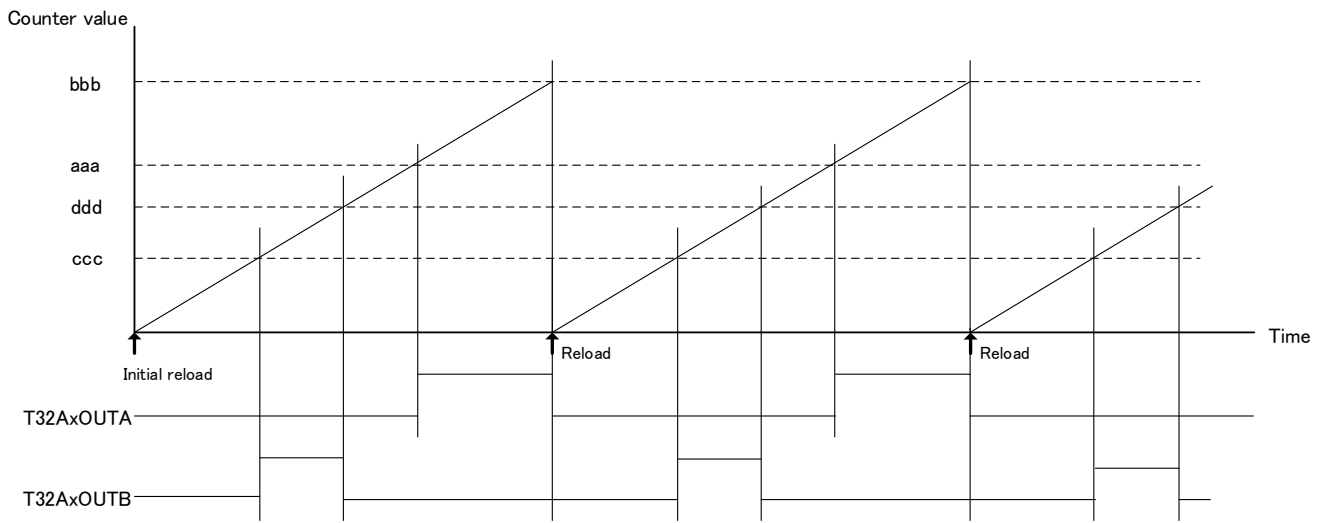 Counter value
bbb
aaa
ddd
ccc
Time
Initial reload
Reload
Reload
T32AxOUTA
T32AxOUTB